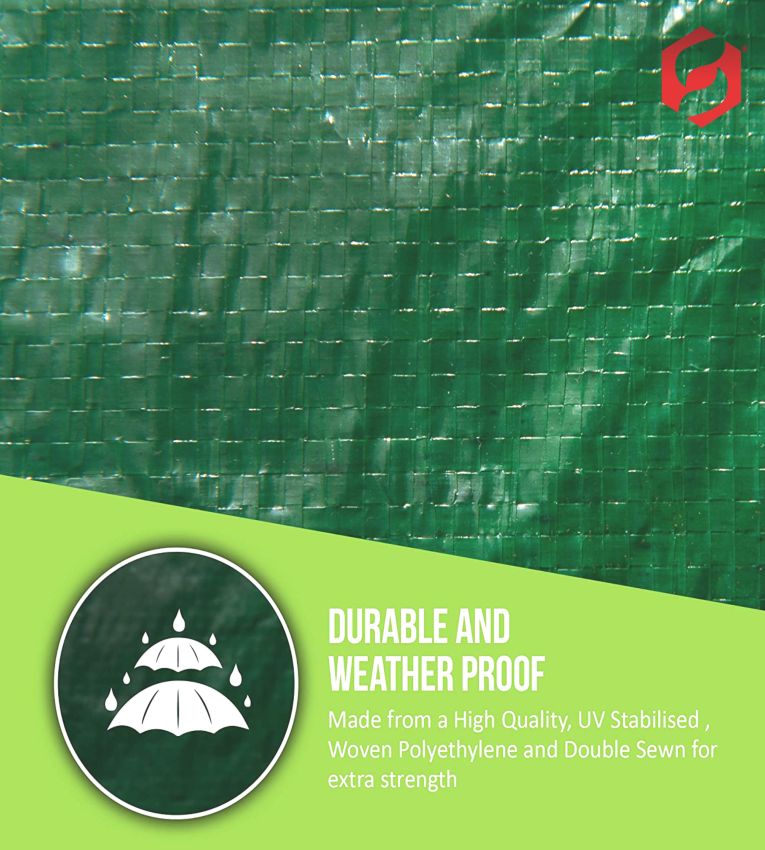 DURABLE AND
WEATHER PROOF
Made from a High Quality, UV Stabilised ,
Woven Polyethylene and Double Sewn for
extra strength